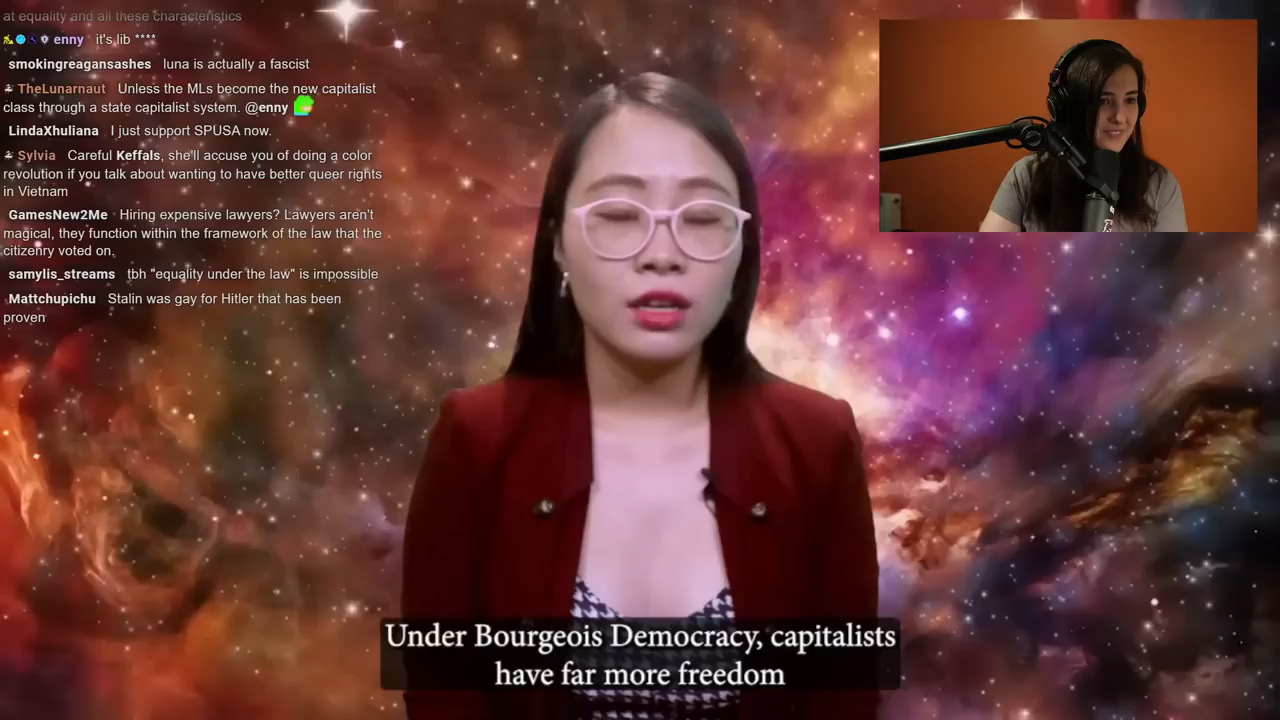 at equality and all these characteristics
enny it's lib ****
smokingreagansashes luna is actually a fascist
TheLunarnaut Unless the MLs become the new capitalist
class through a state capitalist system. @enny
LindaXhuliana I just support SPUSA now.
Sylvia Careful Keffals, she'll accuse you of doing a color
revolution if you talk about wanting to have better queer rights
in Vietnam
GamesNew2Me Hiring expensive lawyers? Lawyers aren't
magical, they function within the framework of the law that the
citizenry voted on.
samylis_streams tbh "equality under the law" is impossible
Mattchupichu Stalin was gay for Hitler that has been
proven
Under Bourgeois Democracy, capitalists
have far more freedom